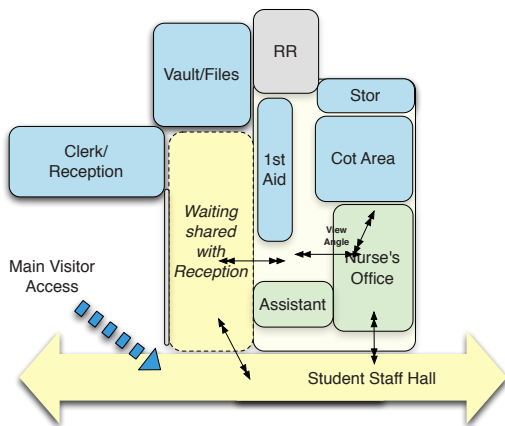 RR
Vault/Files
Stor
Clerk/
Reception
1st
Aid
Cot Area
Waiting
shared
with
Reception
View
Angle
Nurse's
Office
Main Visitor
Access
Assistant
Student Staff Hall